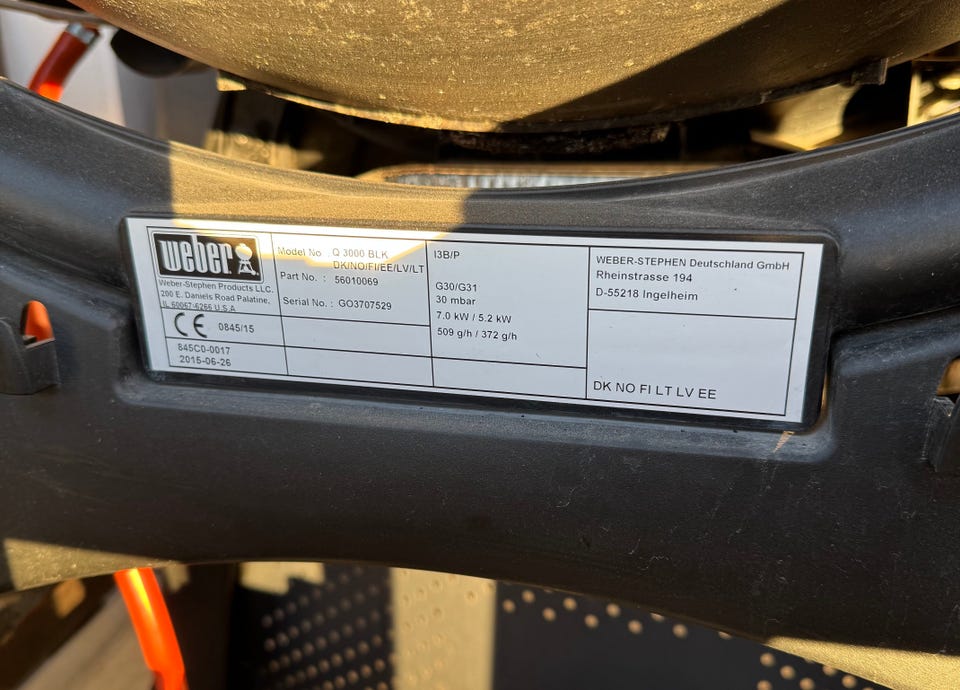 weber
Weber-Stephen Products LLC.
200 E. Daniels Road Palatine,
IL 60067-6266 U.S.A
CE 0845/15
845C0-0017
2015-06-26
Model No : Q 3000 BLK
DK/NO/FI/EE/LV/LT
Part No. : 56010069
Serial No. : GO3707529
I3B/P
G30/G31
30 mbar
7.0 kW / 5.2 kW
509 g/h / 372 g/h
WEBER-STEPHEN Deutschland GmbH
Rheinstrasse 194
D-55218 Ingelheim
DK NO FI LT LV EE